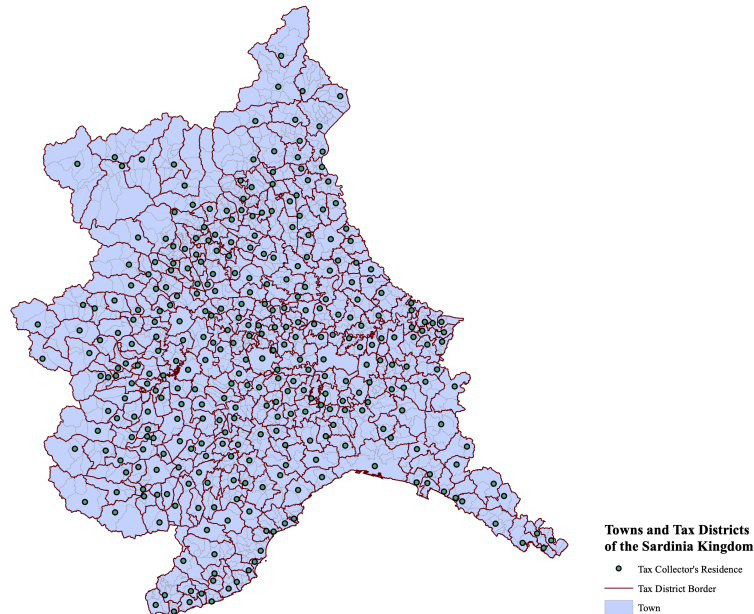 Towns and Tax Districts
of the Sardinia Kingdom
Tax Collector's Residence
Tax District Border
Town